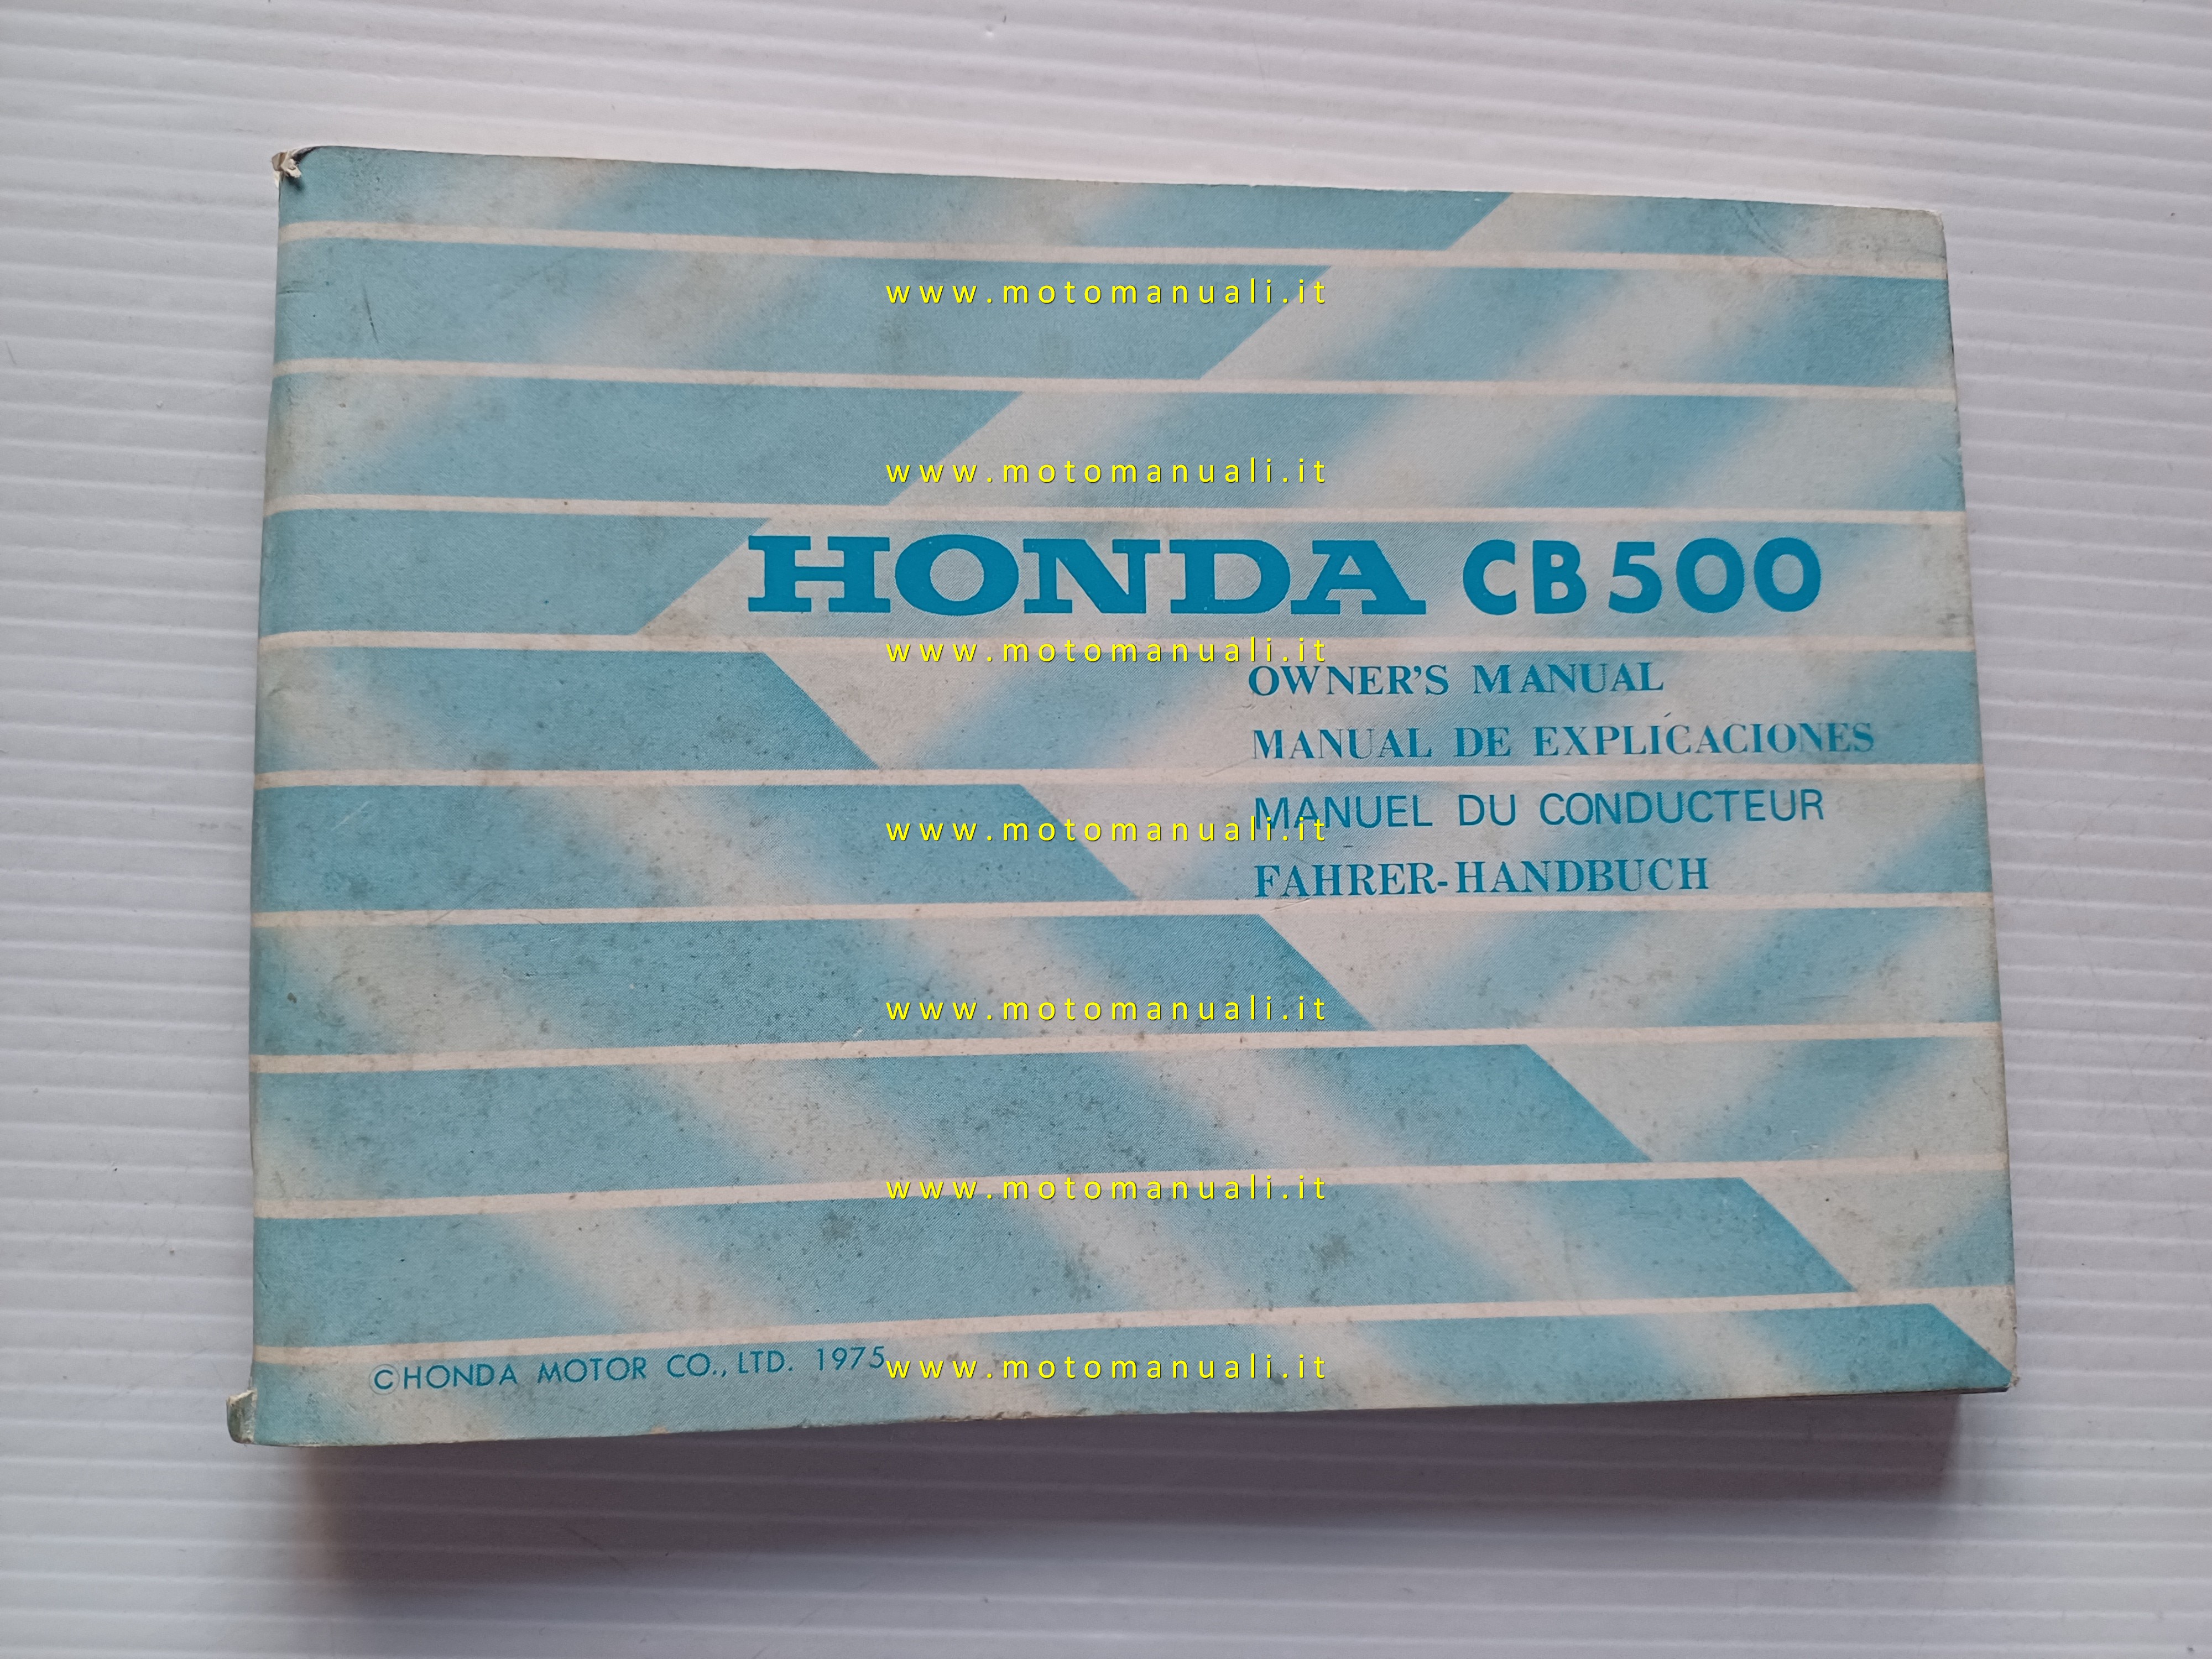 www.motomanuali.it
www.motomanuali.it
HONDA CB500
www.motomanuali.it
OWNER'S MANUAL
MANUAL DE EXPLICACIONES
MANUEL DU CONDUCTEUR
www.motomanuali.it
FAHRER-HANDBUCH
www.motomanuali.it
www.motomanuali.it
©HONDA MOTOR CO., LTD. 1975
www.motomanuali.it